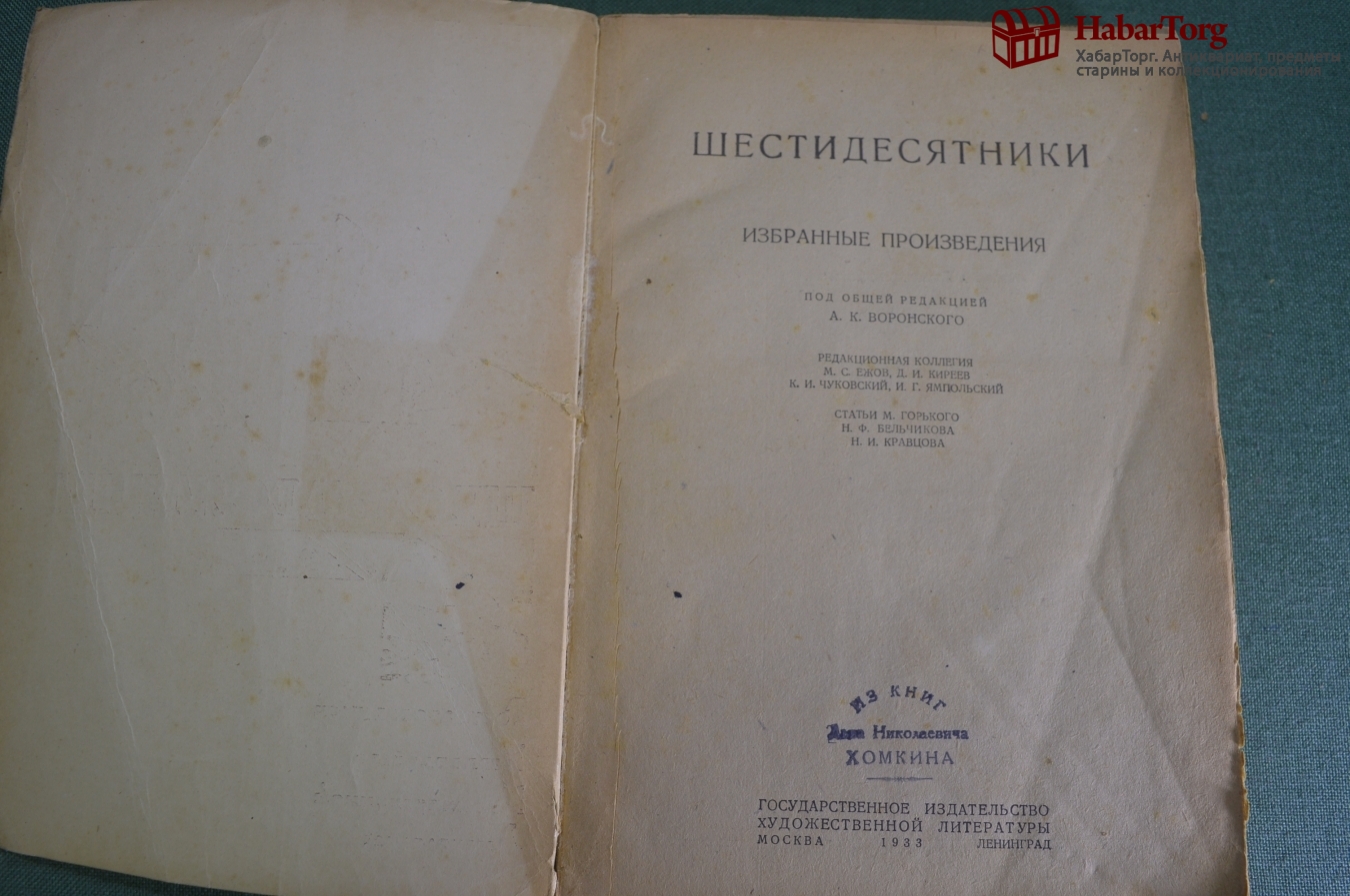 HabarTorg
ХабарТорг. Антиквариат, предметы
старины и коллекционирования
ШЕСТИДЕСЯТНИКИ
ИЗБРАННЫЕ ПРОИЗВЕДЕНИЯ
ПОД ОБЩЕЙ РЕДАКЦИЕЙ
А. К. ВОРОНСКОГО
РЕДАКЦИОННАЯ КОЛЛЕГИЯ
М. С. ЕЖОВ, Д. И. КИРЕЕВ
К. И. ЧУКОВСКИЙ, И. Г. ЯМПОЛЬСКИЙ
СТАТЬИ М. ГОРЬКОГО
Н. Ф. БЕЛЬЧИКОВА
Н. И. КРАВЦОВА
ИЗ КНИГ
Николаевича
ХОМКИНА
ГОСУДАРСТВЕННОЕ ИЗДАТЕЛЬСТВО
ХУДОЖЕСТВЕННОЙ ЛИТЕРАТУРЫ
МОСКВА 1933 ЛЕНИНГРАД